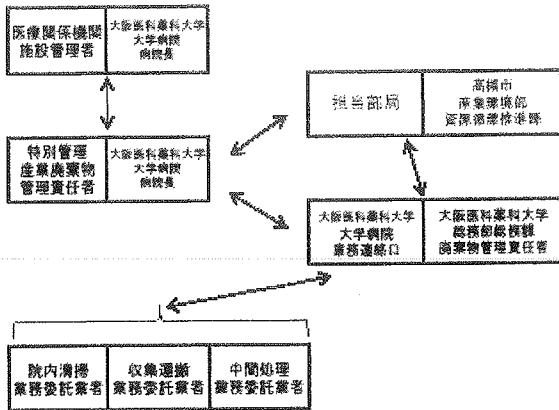 医療関係機関
施設管理者
大阪医科薬科大学
大学病院
病院長
担当部局
高槻市
産業環境部
資源循環推進課
特別管理
産業廃棄物
管理責任者
大阪医科薬科大学
大学病院
病院長
大阪医科薬科大学
大学病院
業務連絡口
大阪医科薬科大学
総務部総務課
廃棄物管理責任者
院内清掃
業務委託業者
収集運搬
業務委託業者
中間処理
業務委託業者